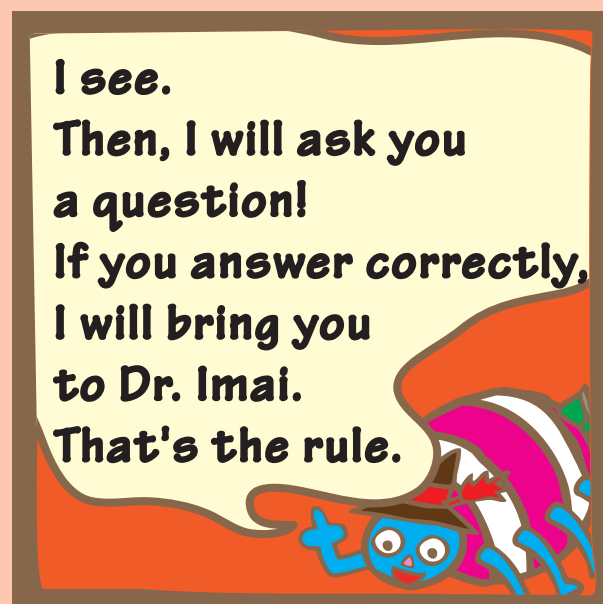 I see.
Then, I will ask you
a question!
If you answer correctly,
I will bring you
to Dr. Imai.
That's the rule.